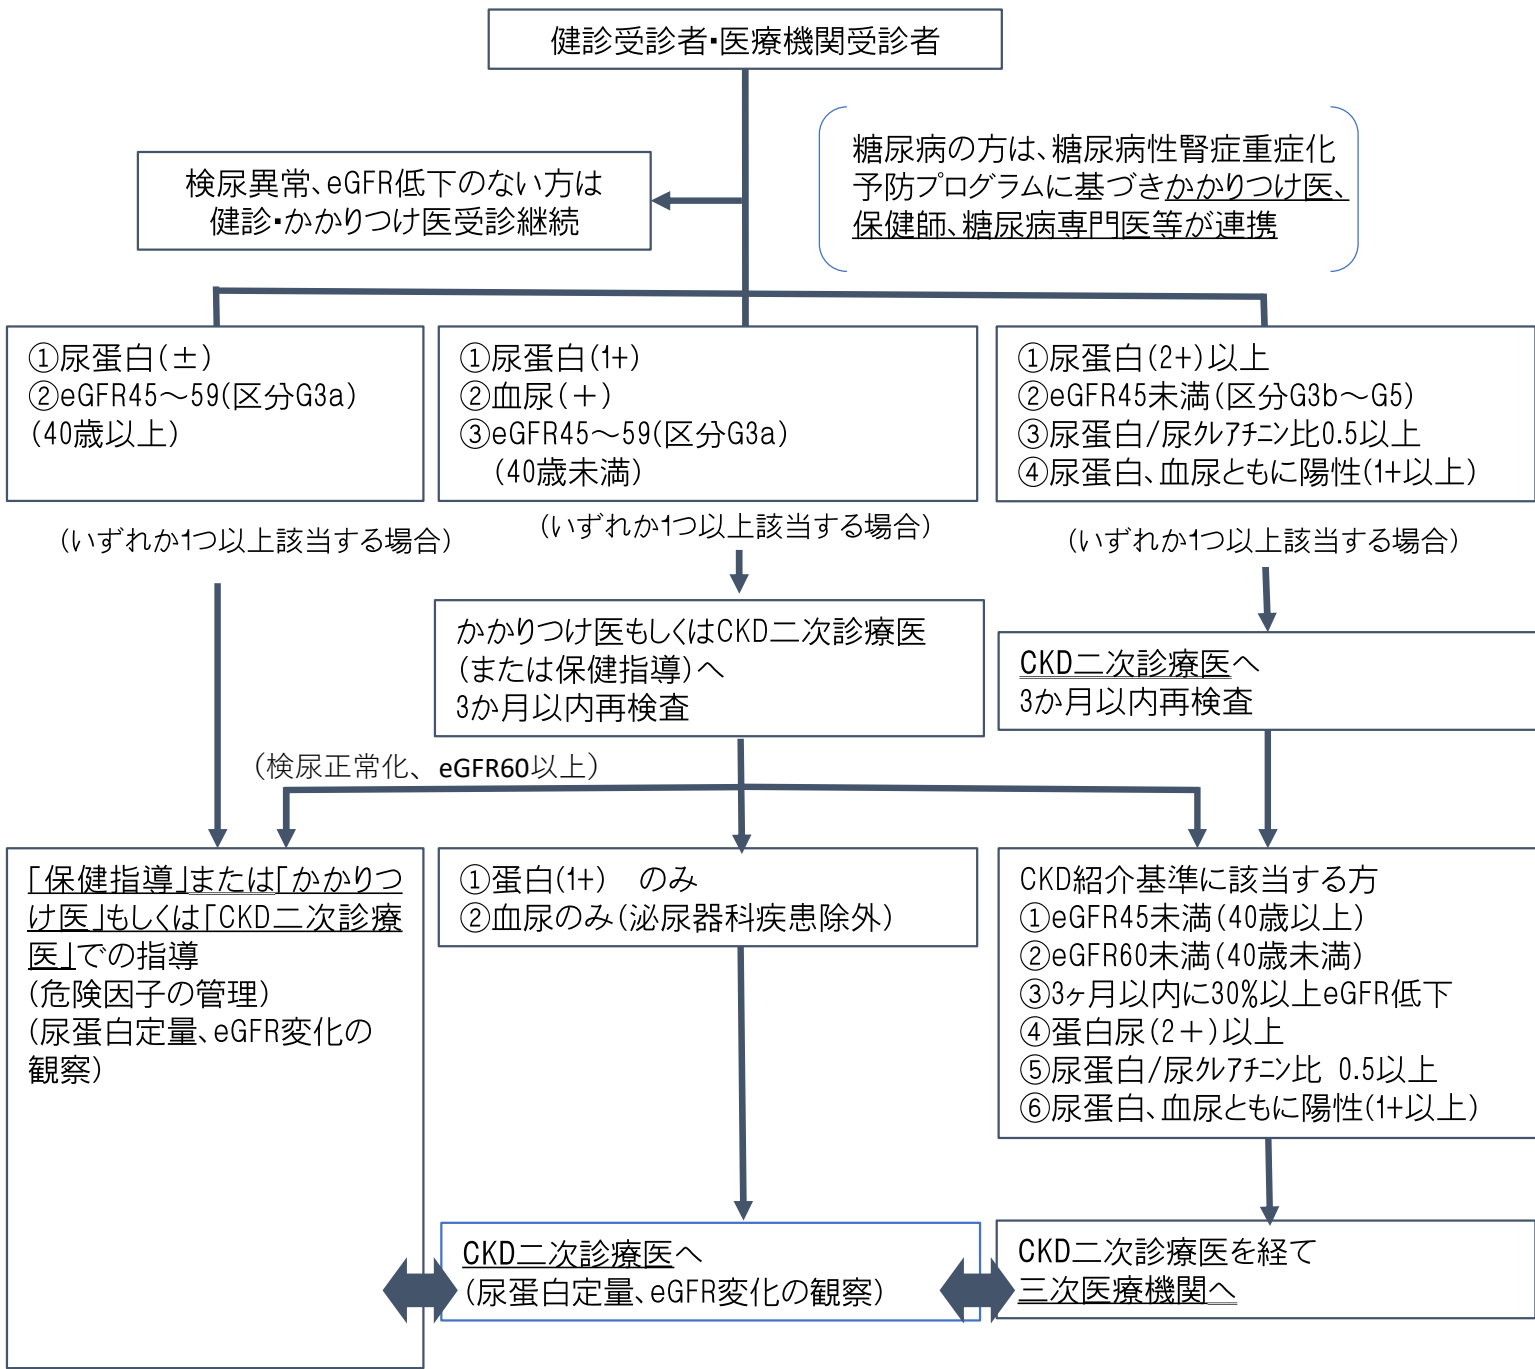 健診受診者・医療機関受診者
糖尿病の方は、糖尿病性腎症重症化
予防プログラムに基づきかかりつけ医、
保健師、糖尿病専門医等が連携
検尿異常、eGFR低下のない方は
健診・かかりつけ医受診継続
①尿蛋白(±)
②eGFR45～59(区分G3a)
(40歳以上)
(いずれか1つ以上該当する場合)
①尿蛋白(1+)
②血尿(＋)
③eGFR45～59(区分G3a)
(40歳未満)
(いずれか1つ以上該当する場合)
①尿蛋白(2+)以上
②eGFR45未満(区分G3b～G5)
③尿蛋白/尿ｸﾚｱﾁﾆﾝ比0.5以上
④尿蛋白、血尿ともに陽性(1+以上)
(いずれか1つ以上該当する場合)
かかりつけ医もしくはCKD二次診療医
(または保健指導)へ
3か月以内再検査
CKD二次診療医へ
3か月以内再検査
（検尿正常化、eGFR60以上）
「保健指導」または「かかりつ
け医」もしくは「CKD二次診療
医」での指導
(危険因子の管理)
(尿蛋白定量、eGFR変化の
観察)
①蛋白(1+)　のみ
②血尿のみ(泌尿器科疾患除外)
CKD紹介基準に該当する方
①eGFR45未満(40歳以上)
②eGFR60未満(40歳未満)
③3ヶ月以内に30%以上eGFR低下
④蛋白尿(2＋)以上
⑤尿蛋白/尿ｸﾚｱﾁﾆﾝ比 0.5以上
⑥尿蛋白、血尿ともに陽性(1+以上)
CKD二次診療医へ
(尿蛋白定量、eGFR変化の観察)
CKD二次診療医を経て
三次医療機関へ